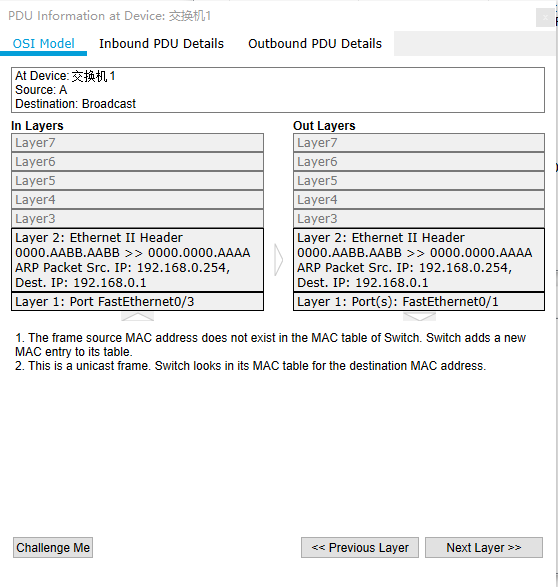 PDU Information at Device: 交换机1
OSI Model Inbound PDU Details Outbound PDU Details
At Device: 交换机1
Source: A
Destination: Broadcast
In Layers
Layer7
Layer6
Layer5
Layer4
Layer3
Layer 2: Ethernet II Header
0000.AABB.AABB >> 0000.0000.AAAA
ARP Packet Src. IP: 192.168.0.254,
Dest. IP: 192.168.0.1
Layer 1: Port FastEthernet0/3
Out Layers
Layer7
Layer6
Layer5
Layer4
Layer3
Layer 2: Ethernet II Header
0000.AABB.AABB >> 0000.0000.AAAA
ARP Packet Src. IP: 192.168.0.254,
Dest. IP: 192.168.0.1
Layer 1: Port(s): FastEthernet0/1
1. The frame source MAC address does not exist in the MAC table of Switch. Switch adds a new
MAC entry to its table.
2. This is a unicast frame. Switch looks in its MAC table for the destination MAC address.
Challenge Me << Previous Layer Next Layer >>